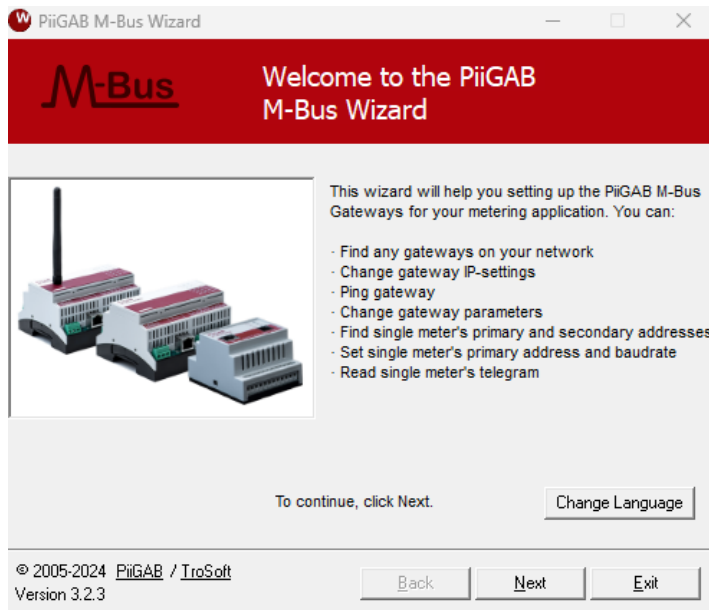 PiiGAB M-Bus Wizard
M-Bus
Welcome to the PiiGAB
M-Bus Wizard
This wizard will help you setting up the PiiGAB M-Bus
Gateways for your metering application. You can:
· Find any gateways on your network
· Change gateway IP-settings
· Ping gateway
· Change gateway parameters
· Find single meter's primary and secondary addresses
· Set single meter's primary address and baudrate
· Read single meter's telegram
To continue, click Next.
Change Language
© 2005-2024 PiiGAB / TroSoft
Version 3.2.3
Back
Next
Exit